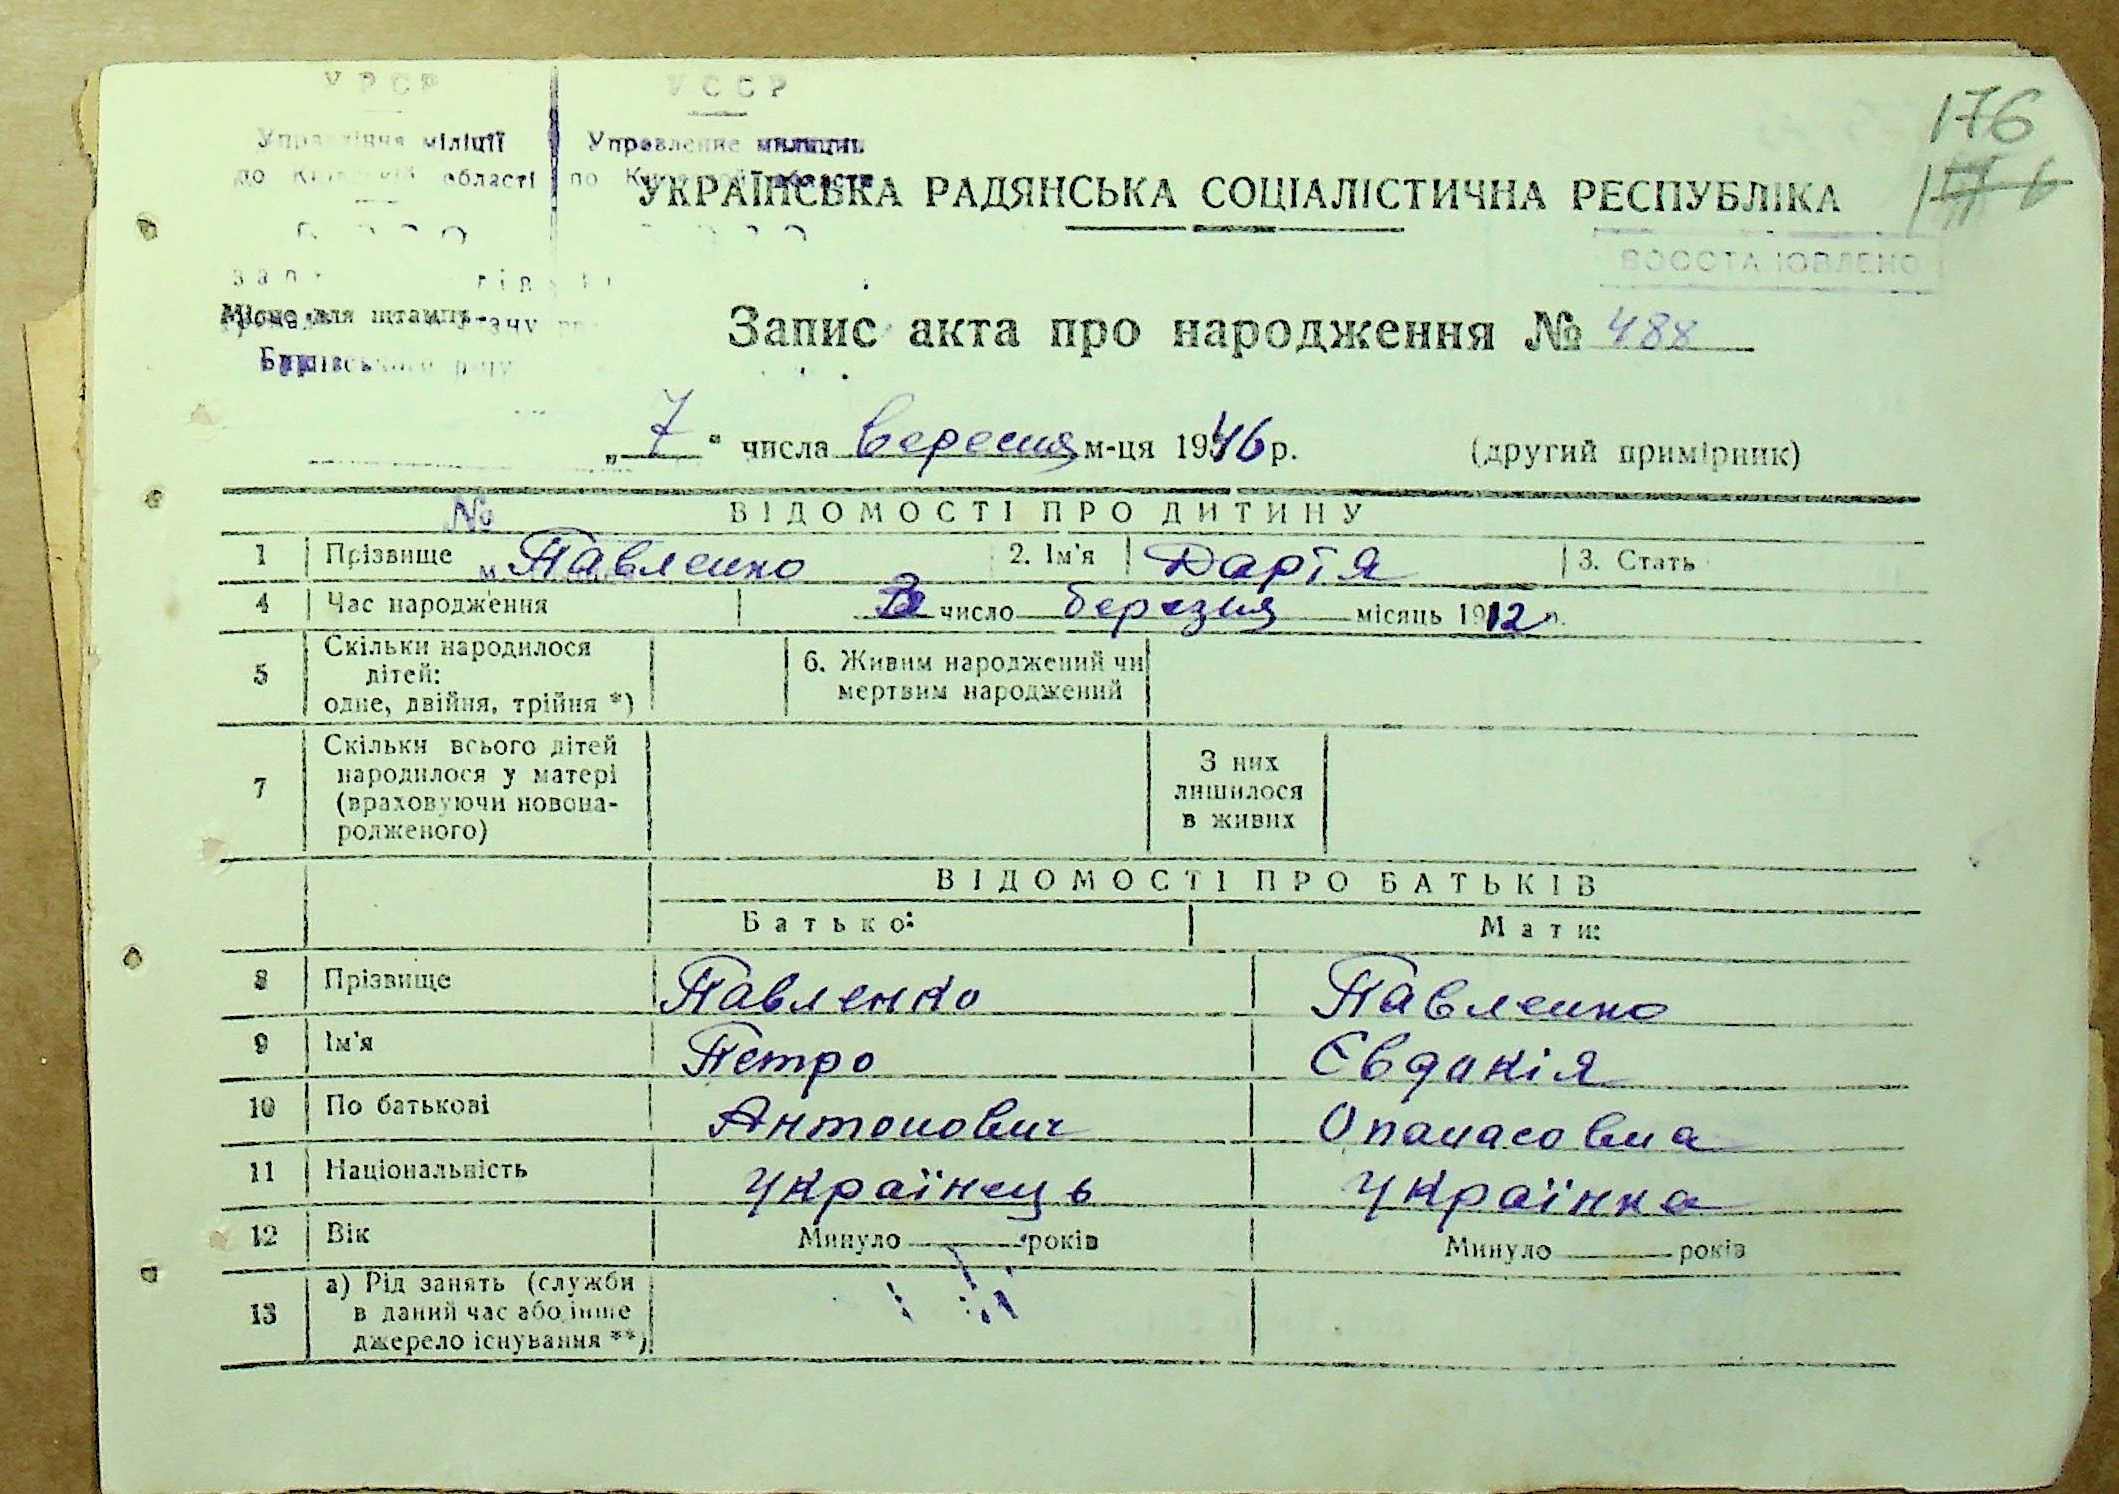 176
УРСР УССР
Управління міліції Управление милиции
по Київській області по Киевской области
УКРАЇНСЬКА РАДЯНСЬКА СОЦІАЛІСТИЧНА РЕСПУБЛІКА
ВОССТАНОВЛЕНО
Місце для штампу
Запис акта про народження № 488
„7“ числа вересня м-ця 1946 р. (другий примірник)
№
ВІДОМОСТІ ПРО ДИТИНУ
1 Прізвище Павленко 2. Ім'я Дарія 3. Стать
4 Час народження число березня місяць 1912 р.
5 Скільки народилося
дітей:
одне, двійня, трійня *)
6. Живим народжений чи
мертвим народжений
7 Скільки всього дітей
народилося у матері
(враховуючи новона-
родженого)
З них
лишилося
в живих
ВІДОМОСТІ ПРО БАТЬКІВ
Батько: Мати:
8 Прізвище Павленко Павленко
9 Ім'я Петро Євдакія
10 По батькові Антонович Опанасовна
11 Національність Українець Українка
12 Вік Минуло років Минуло років
13 а) Рід занять (служби
в даний час або інше
джерело існування **)